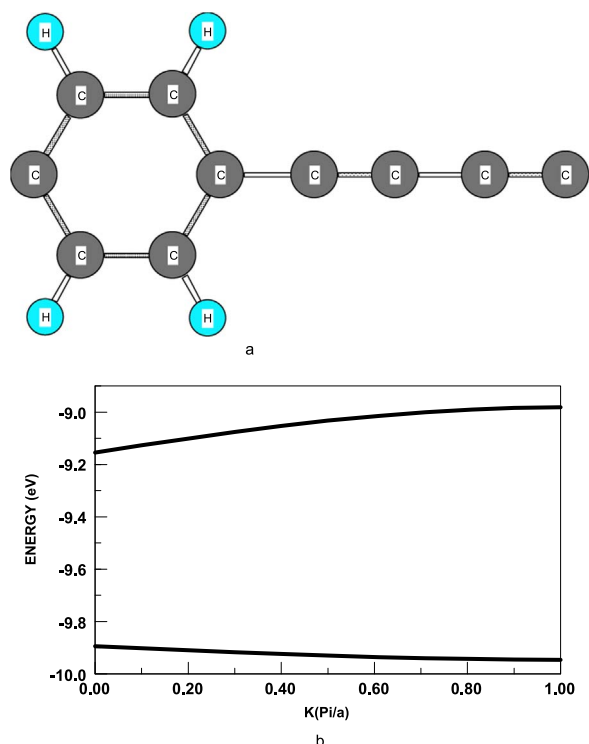 H H
C C
C C C C C C
C C
H H
a
ENERGY (eV)
-9.0
-9.2
-9.4
-9.6
-9.8
-10.0
0.00 0.20 0.40 0.60 0.80 1.00
K(Pi/a)
b